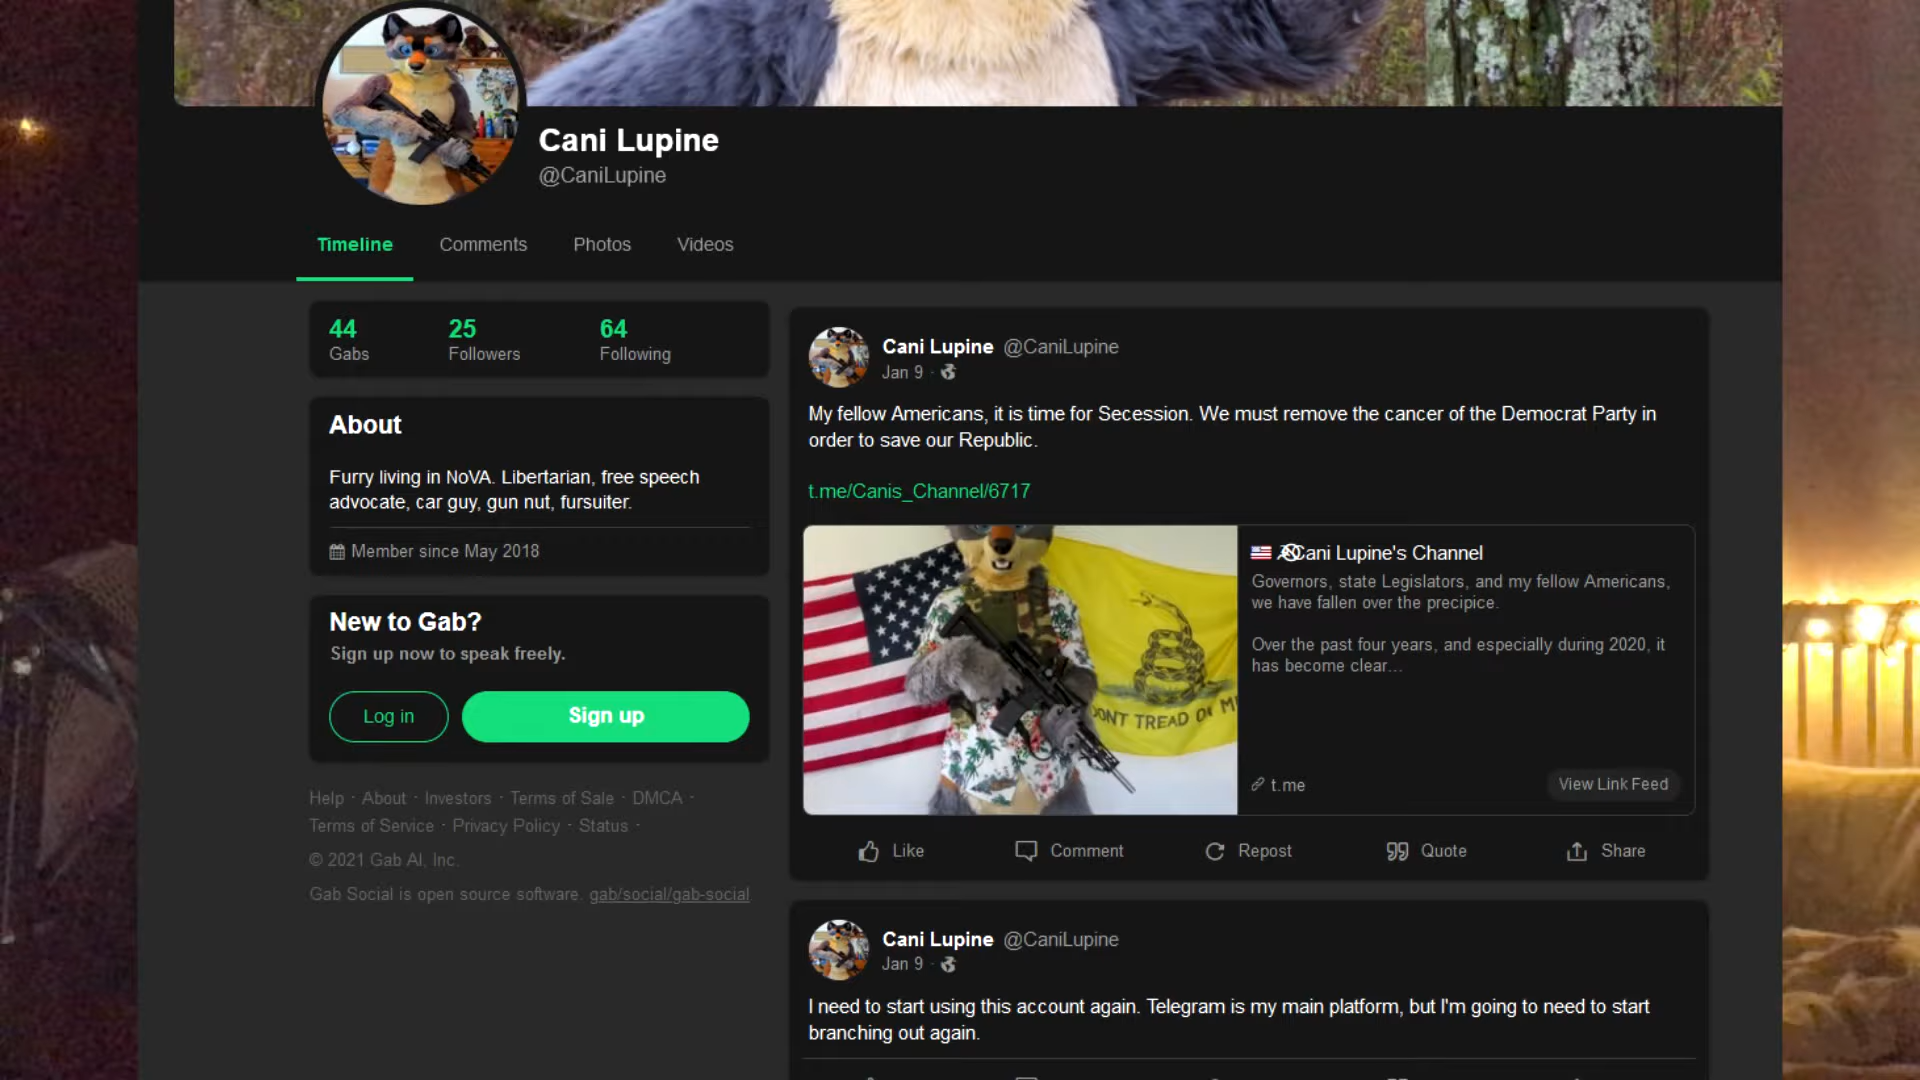 Cani Lupine
@CaniLupine
Timeline
Comments
Photos
Videos
44
Gabs
25
Followers
64
Following
About
Furry living in NoVA. Libertarian, free speech
advocate, car guy, gun nut, fursuiter.
Member since May 2018
New to Gab?
Sign up now to speak freely.
Log in
Sign up
Help · About · Investors · Terms of Sale · DMCA ·
Terms of Service · Privacy Policy · Status ·
© 2021 Gab AI, Inc.
Gab Social is open source software. gab/social/gab-social
Cani Lupine @CaniLupine
Jan 9 ·
My fellow Americans, it is time for Secession. We must remove the cancer of the Democrat Party in
order to save our Republic.
t.me/Canis_Channel/6717
DONT TREAD
Cani Lupine's Channel
Governors, state Legislators, and my fellow Americans,
we have fallen over the precipice.
Over the past four years, and especially during 2020, it
has become clear...
t.me
View Link Feed
Like
Comment
Repost
Quote
Share
Cani Lupine @CaniLupine
Jan 9 ·
I need to start using this account again. Telegram is my main platform, but I'm going to need to start
branching out again.